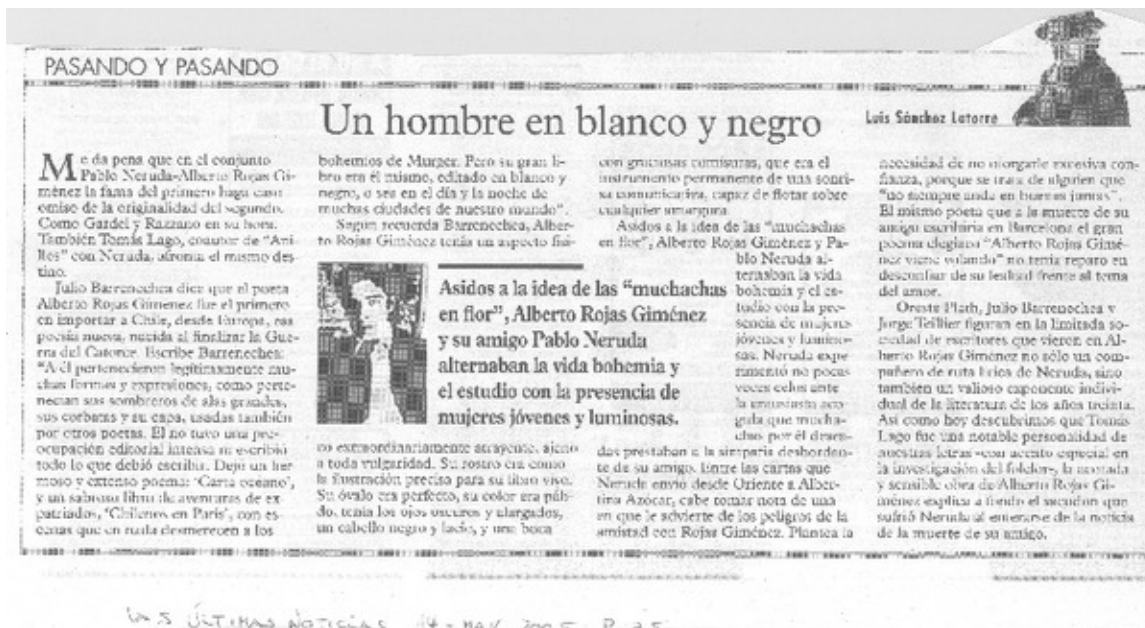 PASANDO Y PASANDO
Un hombre en blanco y negro
Luis Sánchez Latorre
Me da pena que en el conjunto
Pablo Neruda-Alberto Rojas Gi-
ménez la fama del primero haga caso
omiso de la originalidad del segundo.
Como Gardel y Razzano en su hora.
También Tomás Lago, coautor de "Ani-
llos" con Neruda, afronta el mismo des-
tino.
Julio Barrenechea dice que el poeta
Alberto Rojas Gimenez fue el primero
en importar a Chile, desde Europa, esa
poesía nueva, nacida al finalizar la Gue-
rra del Catorce. Escribe Barrenechea:
"A él pertenecieron legítimamente mu-
chas formas y expresiones, como perte-
necían sus sombreros de alas grandes,
sus corbatas y su capa, usadas también
por otros poetas. El no tuvo una pre-
ocupación editorial intensa ni escribió
todo lo que debió escribir. Dejó un her
moso y extenso poema: 'Carta océano',
y un sabroso libro de aventuras de ex-
patriados, 'Chilenos en París', con es-
cenas que en nada desmerecen a los
bohemios de Murger. Pero su gran li-
bro era él mismo, editado en blanco y
negro, o sea en el día y la noche de
muchas ciudades de nuestro mundo".
Según recuerda Barrenechea, Alber-
to Rojas Giménez tenía un aspecto físi-
Asidos a la idea de las "muchachas
en flor", Alberto Rojas Giménez
y su amigo Pablo Neruda
alternaban la vida bohemia y
el estudio con la presencia de
mujeres jóvenes y luminosas.
co extraordinariamente atrayente, ajeno
a toda vulgaridad. Su rostro era como
la ilustración precisa para su libro vivo.
Su óvalo era perfecto, su color era páli-
do, tenía los ojos oscuros y alargados,
un cabello negro y lacio, y una boca
con graciosas comisuras, que era el
instrumento permanente de una sonri-
sa comunicativa, capaz de flotar sobre
cualquier amargura.
Asidos a la idea de las "muchachas
en flor", Alberto Rojas Giménez y Pa-
blo Neruda al-
ternaban la vida
bohemia y el es-
tudio con la pre-
sencia de mujeres
jóvenes y lumino-
sas. Neruda expe-
rimentó no pocas
veces celos ante
la entusiasta aco-
gida que mucha-
chas por él desea-
das prestaban a la simpatía desbordan-
te de su amigo. Entre las cartas que
Neruda envió desde Oriente a Alber-
tina Azócar, cabe tomar nota de una
en que le advierte de los peligros de la
amistad con Rojas Giménez. Plantea la
necesidad de no otorgarle excesiva con-
fianza, porque se trata de alguien que
"no siempre anda en buenas juntas".
El mismo poeta que a la muerte de su
amigo escribiría en Barcelona el gran
poema elegíaco "Alberto Rojas Gimé-
nez viene volando" no tenía reparo en
desconfiar de su lealtad frente al tema
del amor.
Oreste Plath, Julio Barrenechea y
Jorge Teillier figuran en la limitada so-
ciedad de escritores que vieron en Al-
berto Rojas Giménez no sólo un com-
pañero de ruta lírica de Neruda, sino
también un valioso exponente indivi-
dual de la literatura de los años treinta.
Así como hoy descubrimos que Tomás
Lago fue una notable personalidad de
nuestras letras -con acento especial en
la investigación del folclor-, la acotada
y sensible obra de Alberto Rojas Gi-
ménez explica a fondo el sacudón que
sufrió Neruda al enterarse de la noticia
de la muerte de su amigo.
LAS ÚLTIMAS NOTICIAS 14-MAY. 2005 P. 25